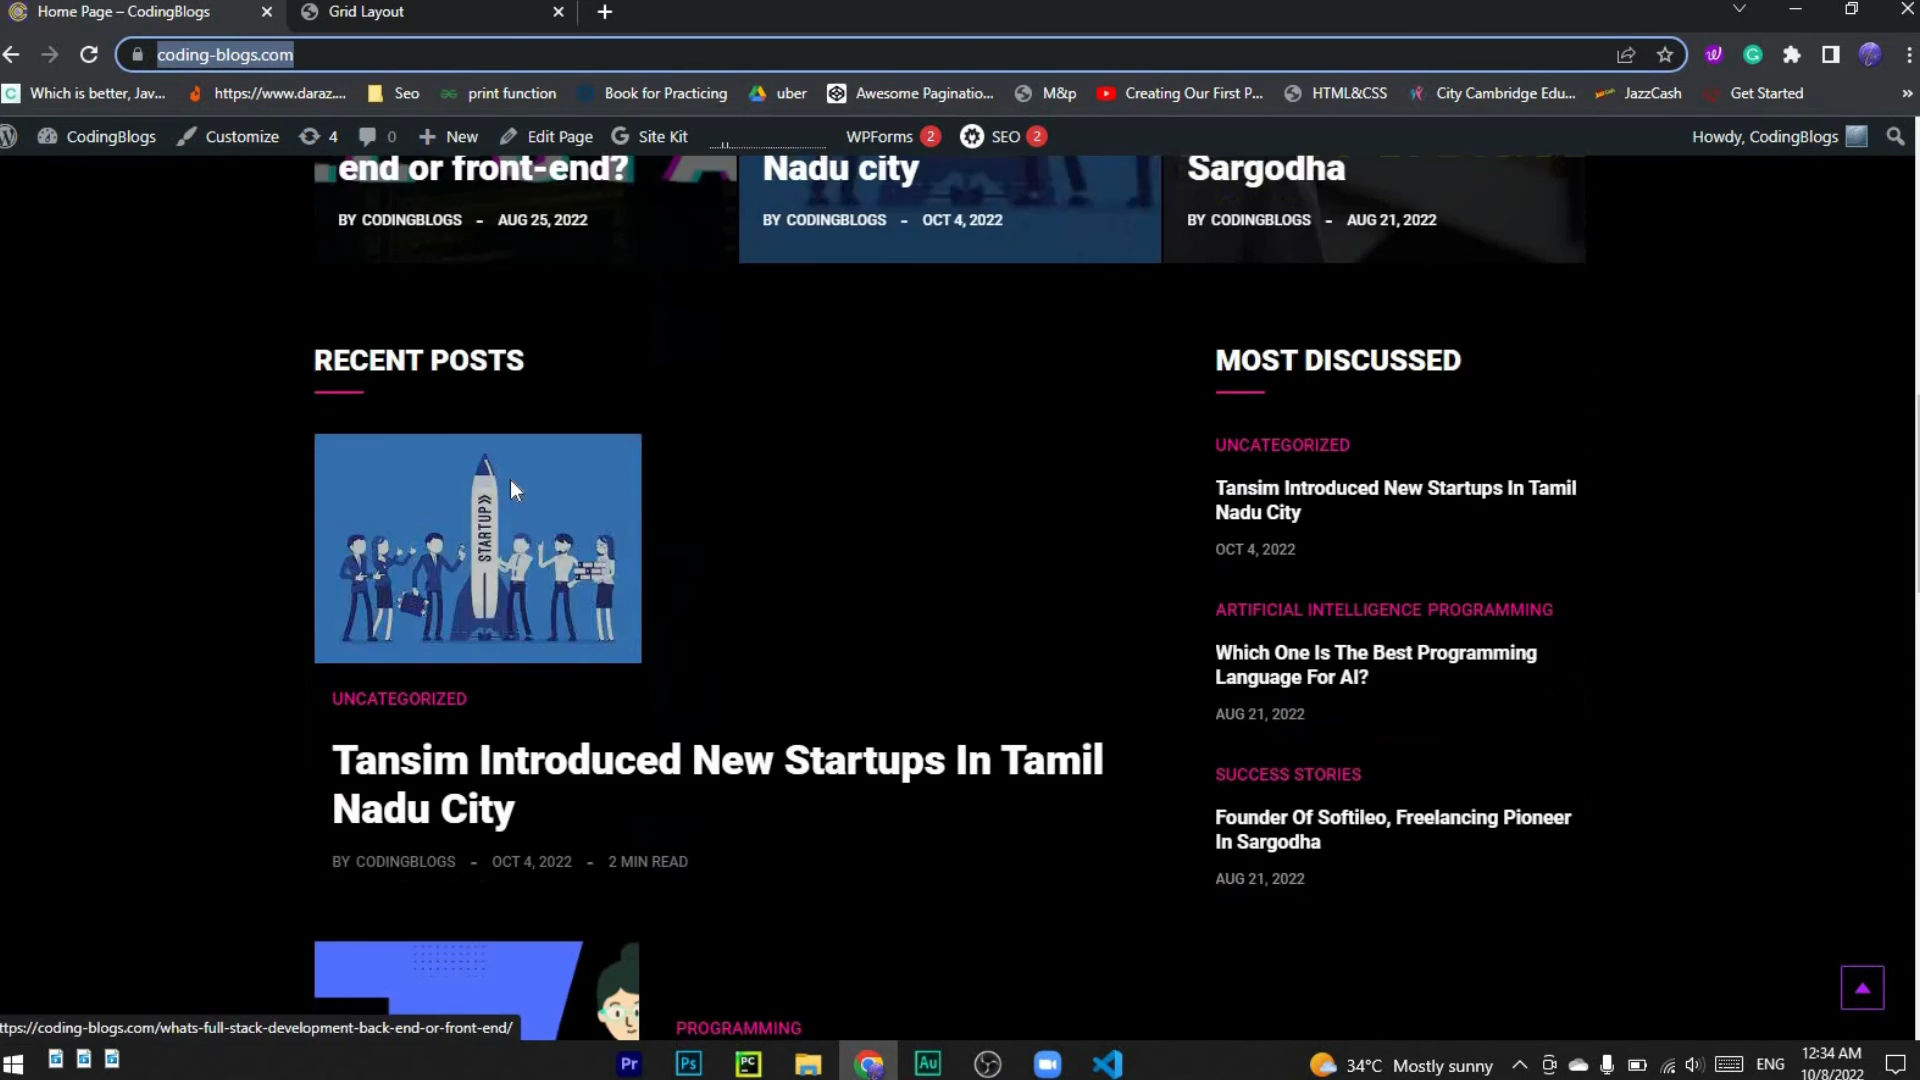 Home Page – CodingBlogs
Grid Layout
coding-blogs.com
Which is better, Jav...
https://www.daraz....
Seo
print function
Book for Practicing
uber
Awesome Paginatio...
M&p
Creating Our First P...
HTML&CSS
City Cambridge Edu...
JazzCash
Get Started
»
CodingBlogs
Customize
4
0
New
Edit Page
Site Kit
WPForms 2
SEO 2
Howdy, CodingBlogs
end or front-end?
BY CODINGBLOGS - AUG 25, 2022
Nadu city
BY CODINGBLOGS - OCT 4, 2022
Sargodha
BY CODINGBLOGS - AUG 21, 2022
RECENT POSTS
STARTUP
UNCATEGORIZED
Tansim Introduced New Startups In Tamil
Nadu City
BY CODINGBLOGS - OCT 4, 2022 - 2 MIN READ
PROGRAMMING
MOST DISCUSSED
UNCATEGORIZED
Tansim Introduced New Startups In Tamil
Nadu City
OCT 4, 2022
ARTIFICIAL INTELLIGENCE PROGRAMMING
Which One Is The Best Programming
Language For AI?
AUG 21, 2022
SUCCESS STORIES
Founder Of Softileo, Freelancing Pioneer
In Sargodha
AUG 21, 2022
ttps://coding-blogs.com/whats-full-stack-development-back-end-or-front-end/
Pr
Ps
PC
Au
34°C Mostly sunny
ENG
12:34 AM
10/8/2022